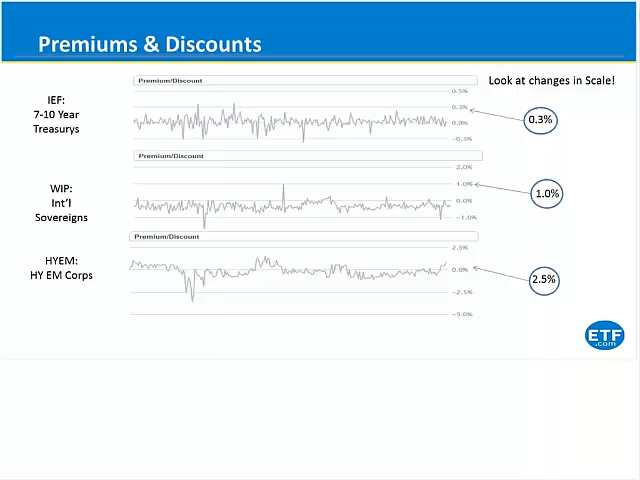 Premiums & Discounts
Look at changes in Scale!
IEF:
7-10 Year
Treasurys
Premium/Discount
0.5%
0.3%
0.0%
-0.3%
0.3%
WIP:
Int'l
Sovereigns
Premium/Discount
2.0%
1.0%
0.0%
-1.0%
1.0%
HYEM:
HY EM Corps
Premium/Discount
2.5%
0.0%
-2.5%
-5.0%
2.5%
ETF
.com